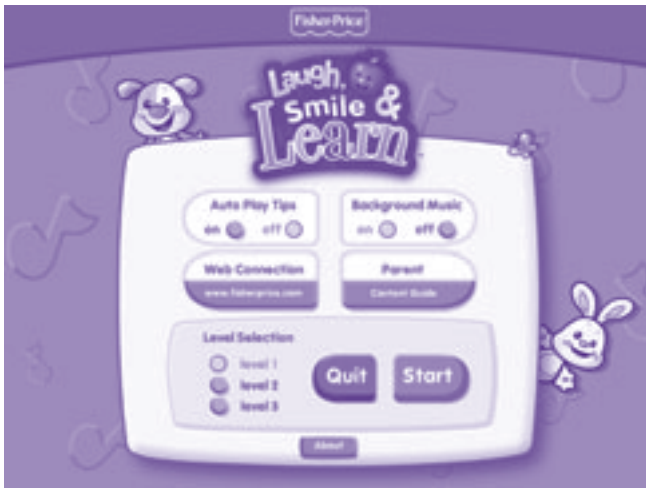 Fisher-Price
Laugh,
Smile &
Learn
Auto Play Tips
on off
Background Music
on off
Web Connection
www.fisherprice.com
Parent
Content Guide
Level Selection
level 1
level 2
level 3
Quit
Start
About